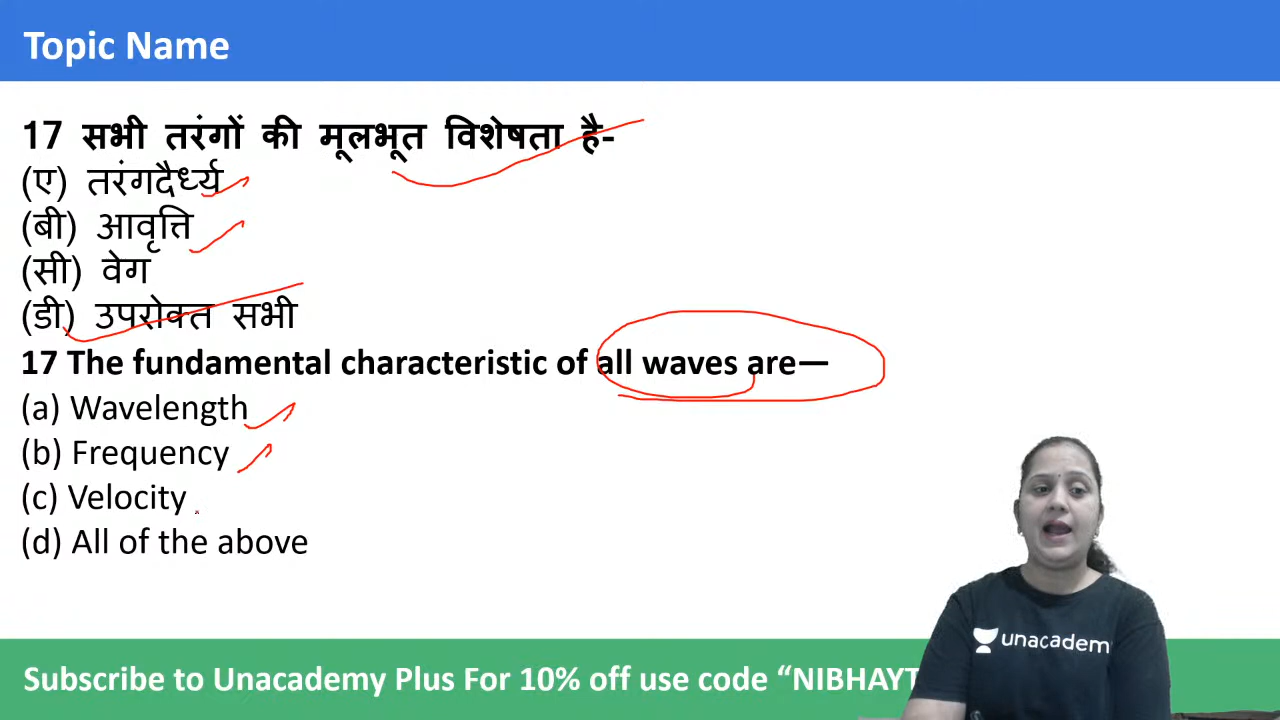 Topic Name
17 सभी तरंगों की मूलभूत विशेषता है-
(ए) तरंगदैर्ध्य
(बी) आवृत्ति
(सी) वेग
(डी) उपरोक्त सभी
17 The fundamental characteristic of all waves are—
(a) Wavelength
(b) Frequency
(c) Velocity
(d) All of the above
unacadem
Subscribe to Unacademy Plus For 10% off use code “NIBHAYT